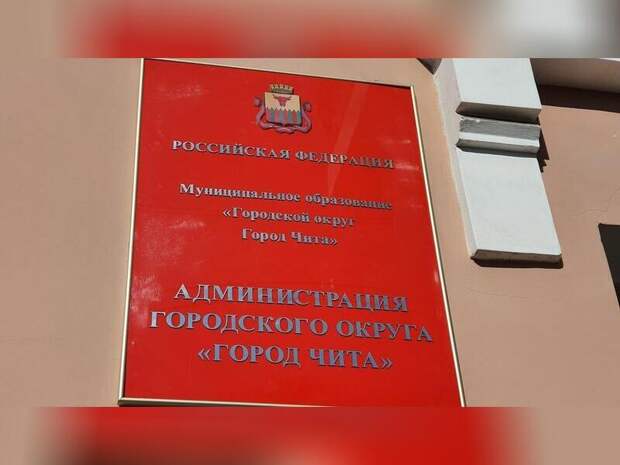 РОССИЙСКАЯ ФЕДЕРАЦИЯ
Муниципальное образование
«Городской округ
Город Чита»
АДМИНИСТРАЦИЯ
ГОРОДСКОГО ОКРУГА
«ГОРОД ЧИТА»